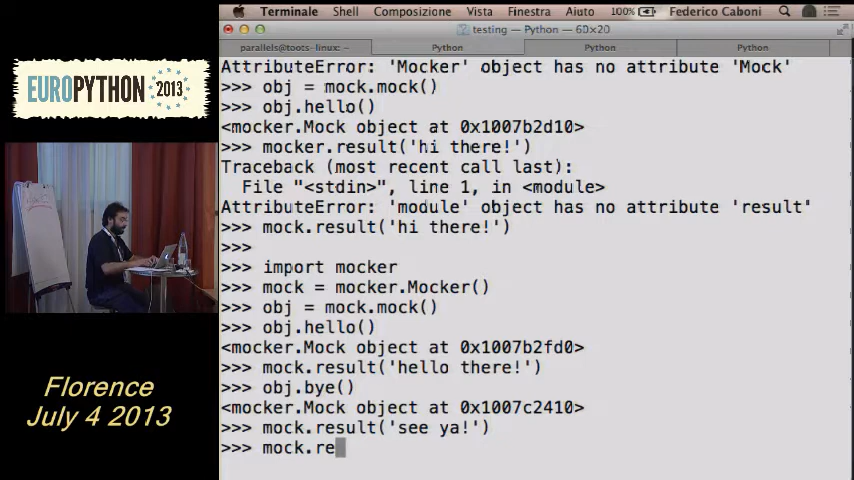 Terminale Shell Composizione Vista Finestra Aiuto 100% Federico Caboni
testing — Python — 60×20
parallels@toots-linux: ~ Python Python Python
AttributeError: 'Mocker' object has no attribute 'Mock'
>>> obj = mock.mock()
>>> obj.hello()
<mocker.Mock object at 0x1007b2d10>
>>> mocker.result('hi there!')
Traceback (most recent call last):
  File "<stdin>", line 1, in <module>
AttributeError: 'module' object has no attribute 'result'
>>> mock.result('hi there!')
>>>
>>> import mocker
>>> mock = mocker.Mocker()
>>> obj = mock.mock()
>>> obj.hello()
<mocker.Mock object at 0x1007b2fd0>
>>> mock.result('hello there!')
>>> obj.bye()
<mocker.Mock object at 0x1007c2410>
>>> mock.result('see ya!')
>>> mock.re
EUROPYTHON 2013
Florence
July 4 2013